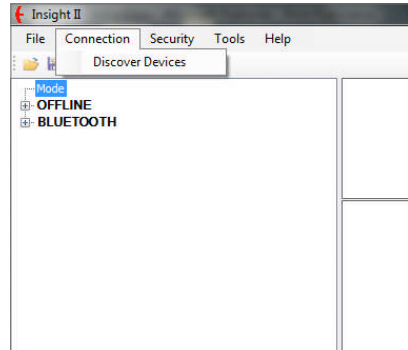 Insight II
File Connection Security Tools Help
Discover Devices
Mode
OFFLINE
BLUETOOTH